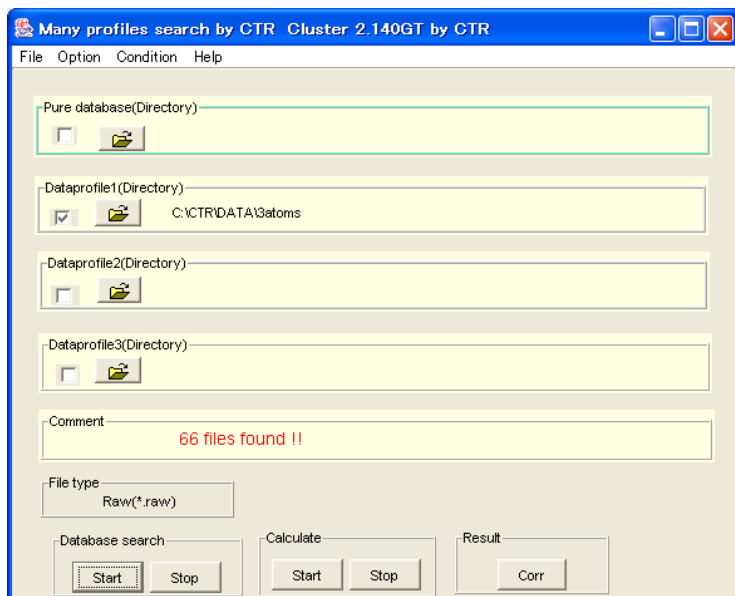 Many profiles search by CTR Cluster 2.140GT by CTR
File Option Condition Help
Pure database(Directory)
Dataprofile1(Directory)
C:\CTR\DATA\3atoms
Dataprofile2(Directory)
Dataprofile3(Directory)
Comment
66 files found !!
File type
Raw(*.raw)
Database search Calculate Result
Start Stop Start Stop Corr